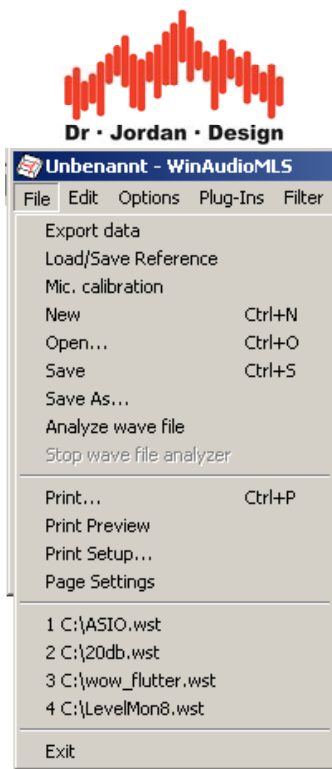 Dr · Jordan · Design
Unbenannt - WinAudioMLS
File Edit Options Plug-Ins Filter
Export data
Load/Save Reference
Mic. calibration
New Ctrl+N
Open... Ctrl+O
Save Ctrl+S
Save As...
Analyze wave file
Stop wave file analyzer
Print... Ctrl+P
Print Preview
Print Setup...
Page Settings
1 C:\ASIO.wst
2 C:\20db.wst
3 C:\wow_flutter.wst
4 C:\LevelMon8.wst
Exit